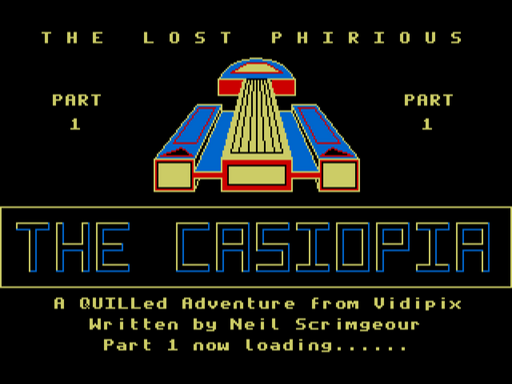 THE LOST PHIRIOUS
PART
1
PART
1
THE CASIOPIA
A QUILLed Adventure from Vidipix
Written by Neil Scrimgeour
Part 1 now loading......